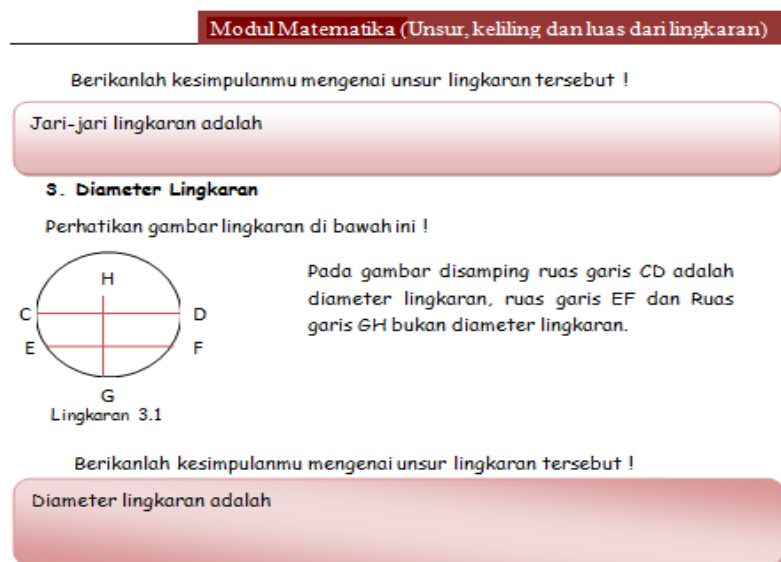 Modul Matematika (Unsur, keliling dan luas dari lingkaran)
Berikanlah kesimpulanmu mengenai unsur lingkaran tersebut !
Jari-jari lingkaran adalah
3. Diameter Lingkaran
Perhatikan gambar lingkaran di bawah ini !
H
C
D
E
F
G
Lingkaran 3.1
Pada gambar disamping ruas garis CD adalah
diameter lingkaran, ruas garis EF dan Ruas
garis GH bukan diameter lingkaran.
Berikanlah kesimpulanmu mengenai unsur lingkaran tersebut !
Diameter lingkaran adalah